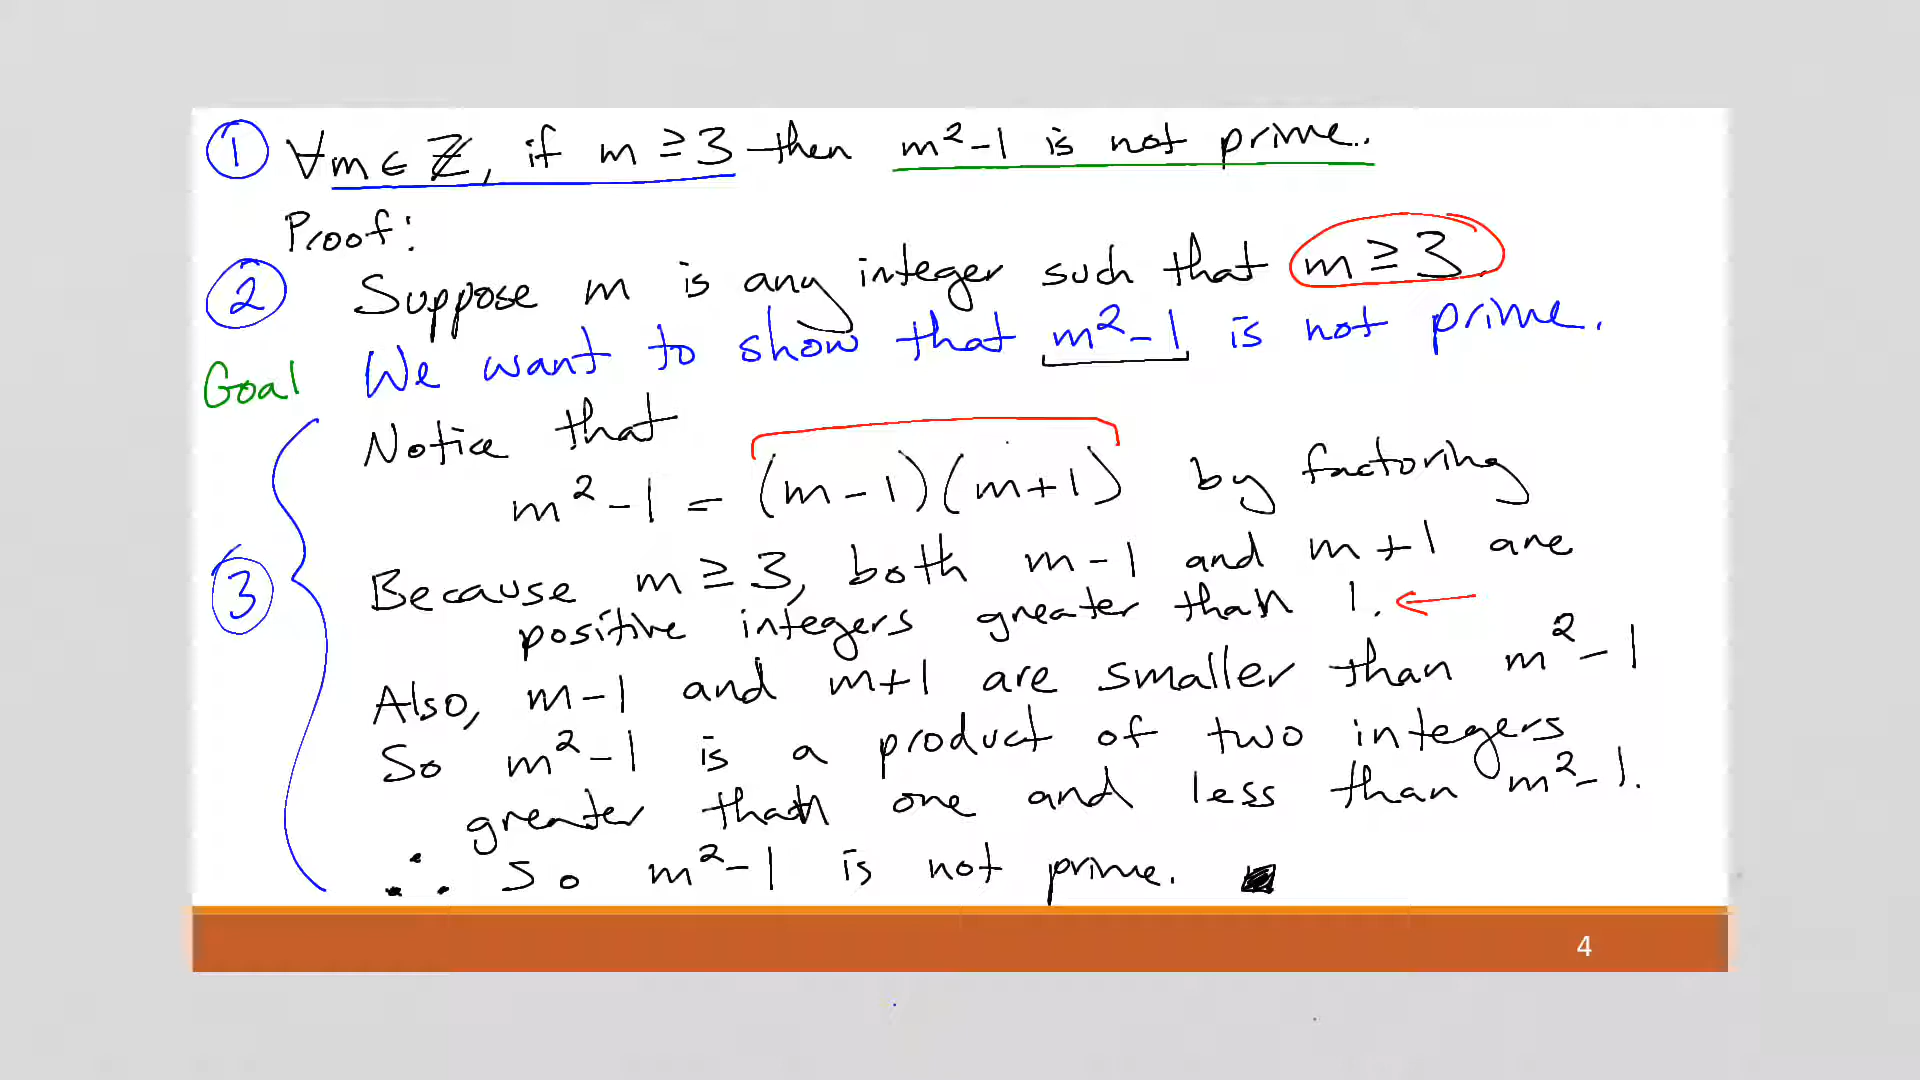 ① ∀m∈ℤ, if m ≥ 3 then m²-1 is not prime.
Proof:
② Suppose m is any integer such that m ≥ 3.
Goal We want to show that m²-1 is not prime.
Notice that
m²-1 = (m-1)(m+1) by factoring
③ Because m ≥ 3, both m-1 and m+1 are
positive integers greater than 1. ←
Also, m-1 and m+1 are smaller than m²-1
So m²-1 is a product of two integers
greater than one and less than m²-1.
∴ So m²-1 is not prime. ■
4